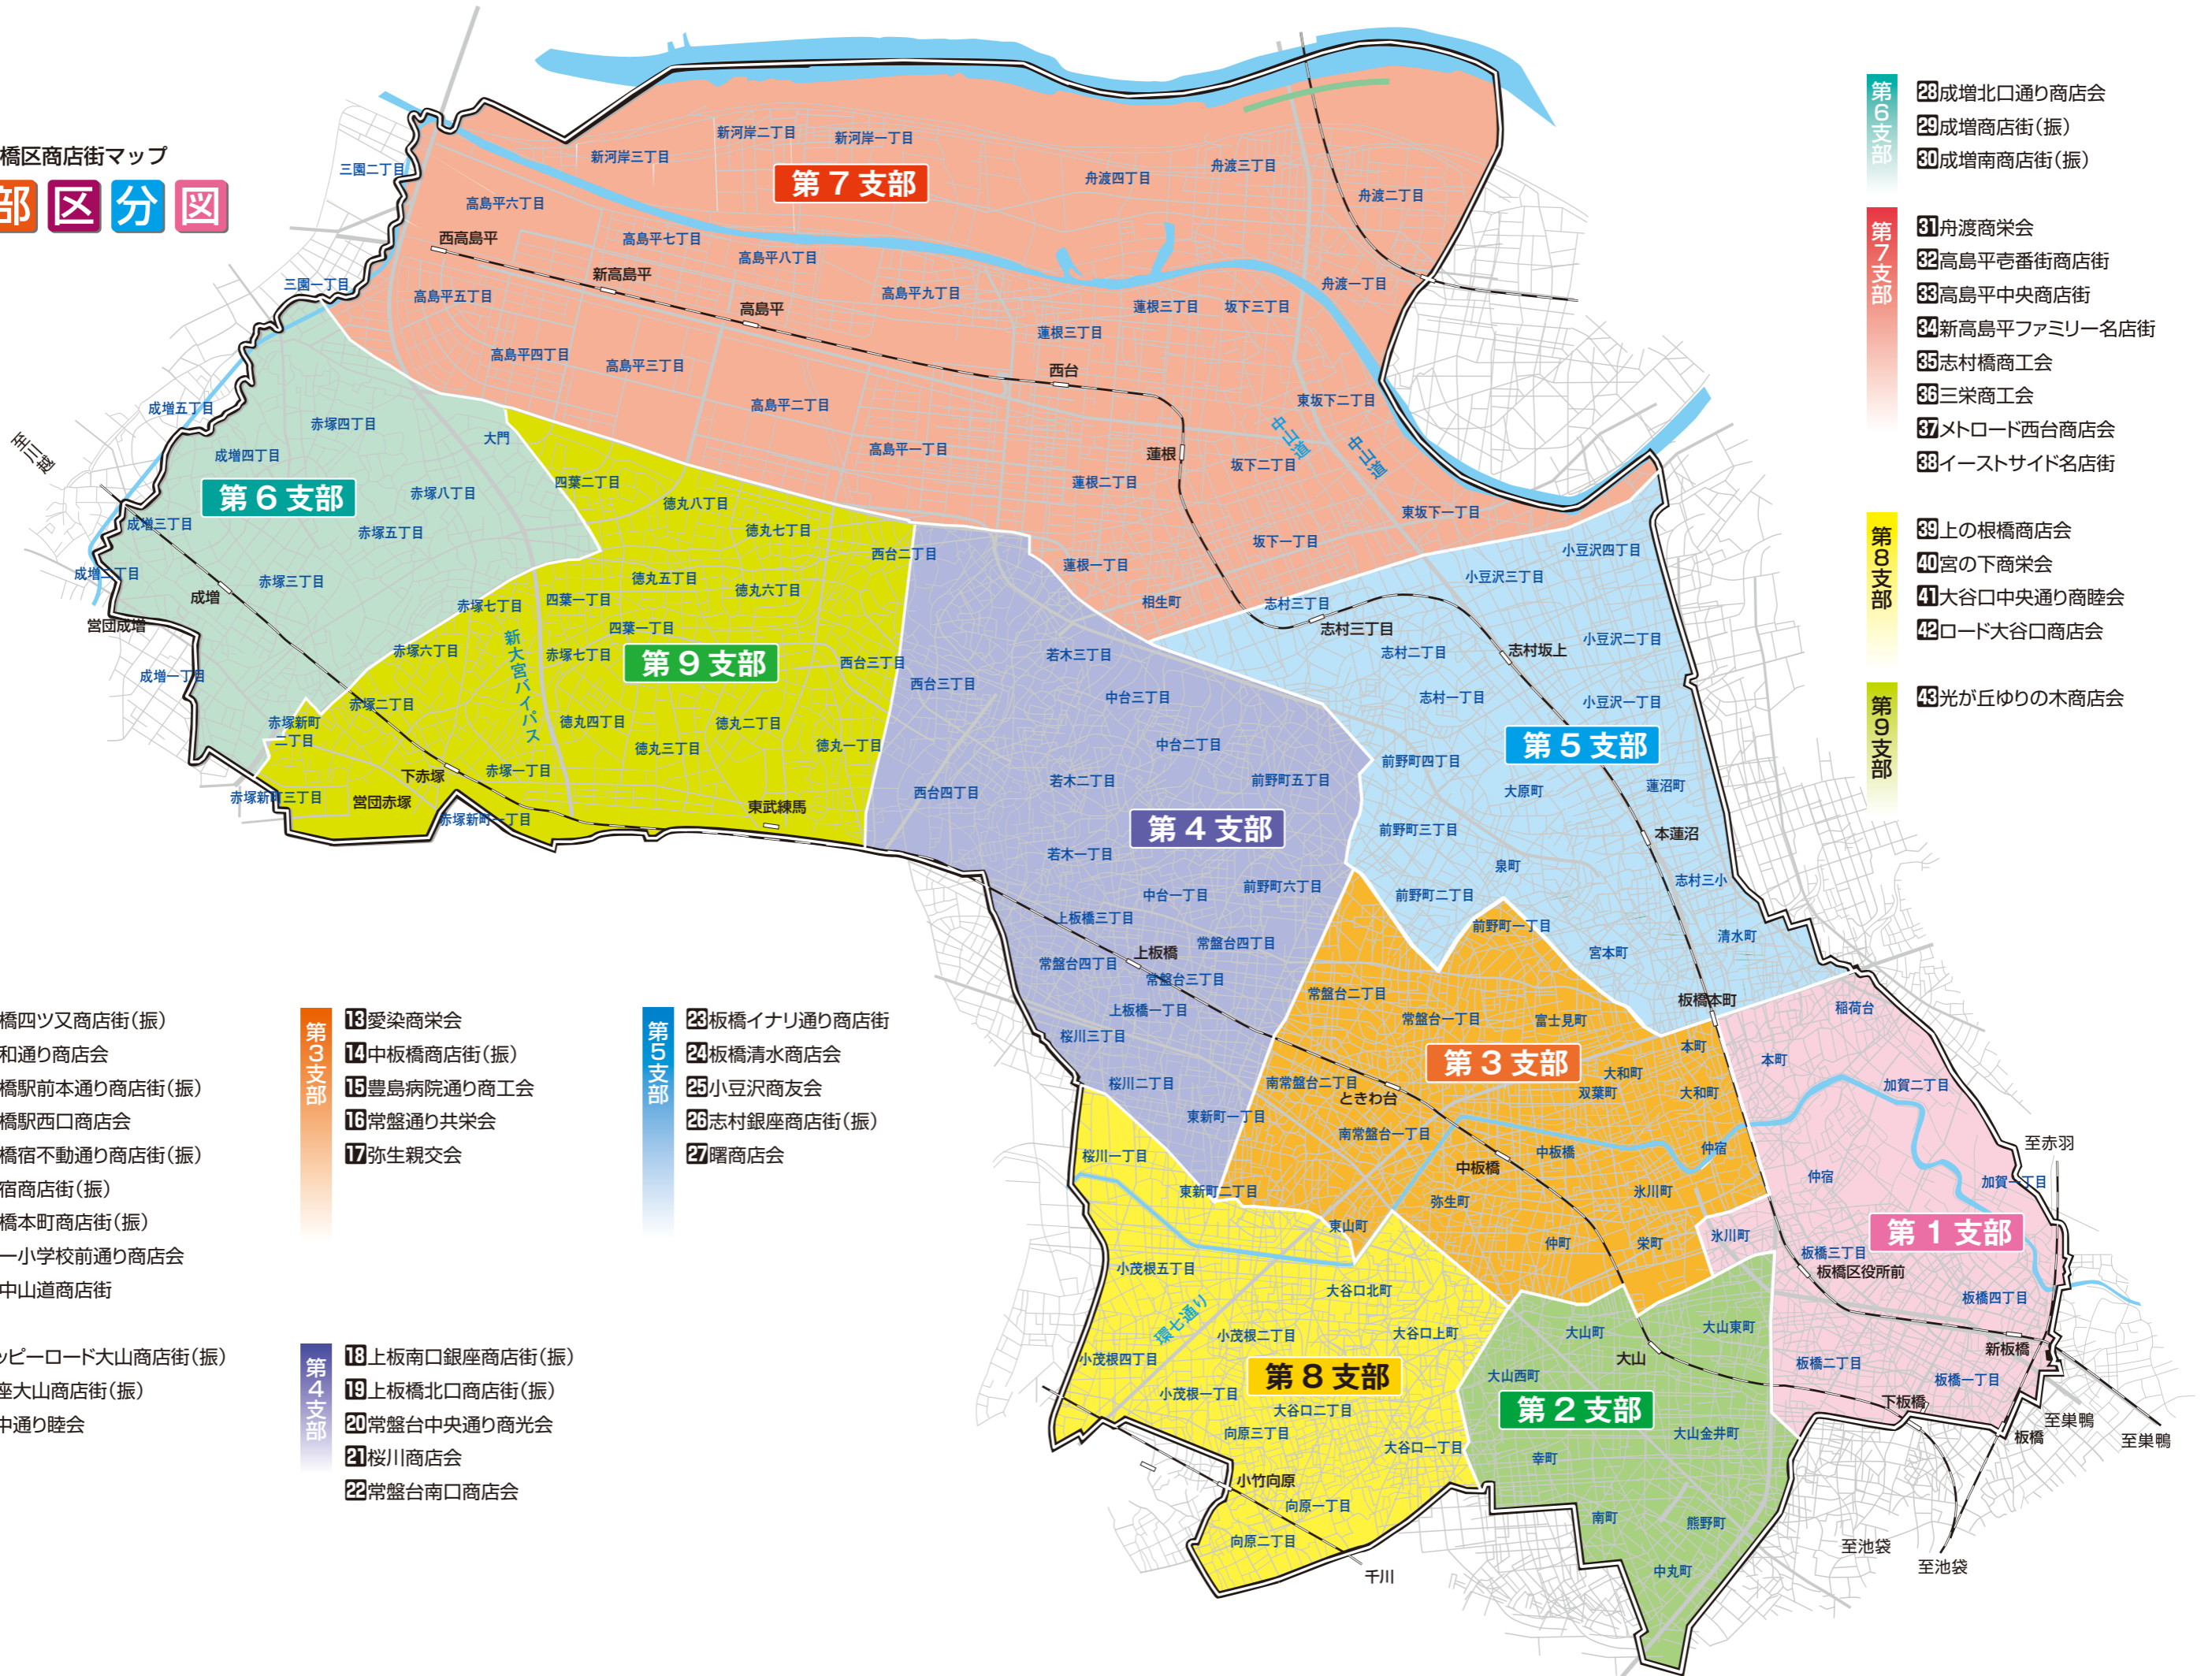 橋区商店街マップ
部区分図
第6支部
28成増北口通り商店会
29成増商店街(振)
30成増南商店街(振)
第7支部
31舟渡商栄会
32高島平壱番街商店街
33高島平中央商店街
34新高島平ファミリー名店街
35志村橋商工会
36三栄商工会
37メトロード西台商店会
38イーストサイド名店街
第8支部
39上の根橋商店会
40宮の下商栄会
41大谷口中央通り商睦会
42ロード大谷口商店会
第9支部
43光が丘ゆりの木商店会
第7支部
三園二丁目
新河岸三丁目
新河岸二丁目
新河岸一丁目
舟渡四丁目
舟渡三丁目
舟渡二丁目
高島平六丁目
西高島平
高島平七丁目
新高島平
高島平八丁目
三園一丁目
高島平五丁目
高島平
高島平九丁目
蓮根三丁目
蓮根三丁目
坂下三丁目
舟渡一丁目
高島平四丁目
高島平三丁目
西台
高島平二丁目
東坂下二丁目
中山道
中山道
高島平一丁目
蓮根
坂下二丁目
蓮根二丁目
東坂下一丁目
坂下一丁目
蓮根一丁目
相生町
至川越
成増五丁目
赤塚四丁目
大門
成増四丁目
第6支部
赤塚八丁目
成増三丁目
赤塚五丁目
成増二丁目
赤塚三丁目
成増
営団成増
成増一丁目
四葉二丁目
徳丸八丁目
徳丸七丁目
西台二丁目
徳丸五丁目
徳丸六丁目
赤塚七丁目
四葉一丁目
四葉一丁目
新大宮バイパス
赤塚六丁目
赤塚七丁目
第9支部
西台三丁目
赤塚二丁目
赤塚新町
二丁目
徳丸四丁目
徳丸二丁目
徳丸三丁目
徳丸一丁目
下赤塚
赤塚一丁目
赤塚新町三丁目
営団赤塚
赤塚新町一丁目
東武練馬
若木三丁目
西台三丁目
中台三丁目
中台二丁目
若木二丁目
前野町五丁目
西台四丁目
第4支部
若木一丁目
前野町六丁目
中台一丁目
上板橋三丁目
常盤台四丁目
上板橋
常盤台四丁目
常盤台三丁目
上板橋一丁目
桜川三丁目
桜川二丁目
東新町一丁目
小豆沢四丁目
小豆沢三丁目
志村三丁目
志村三丁目
志村坂上
小豆沢二丁目
志村二丁目
志村一丁目
小豆沢一丁目
第5支部
前野町四丁目
大原町
蓮沼町
前野町三丁目
本蓮沼
泉町
志村三小
前野町二丁目
前野町一丁目
宮本町
清水町
板橋本町
常盤台二丁目
常盤台一丁目
富士見町
本町
第3支部
大和町
南常盤台二丁目
ときわ台
双葉町
大和町
南常盤台一丁目
中板橋
中板橋
仲宿
弥生町
氷川町
東山町
仲町
栄町
稲荷台
本町
加賀二丁目
至赤羽
仲宿
加賀一丁目
第1支部
氷川町
板橋三丁目
板橋区役所前
板橋四丁目
新板橋
板橋二丁目
板橋一丁目
下板橋
板橋
至巣鴨
至巣鴨
至池袋
至池袋
桜川一丁目
東新町二丁目
小茂根五丁目
大谷口北町
環七通り
小茂根二丁目
大谷口上町
小茂根四丁目
第8支部
小茂根一丁目
大谷口二丁目
向原三丁目
大谷口一丁目
小竹向原
向原一丁目
向原二丁目
千川
大山町
大山東町
大山
大山西町
第2支部
大山金井町
幸町
南町
熊野町
中丸町
橋四ツ又商店街(振)
和通り商店会
橋駅前本通り商店街(振)
橋駅西口商店会
橋宿不動通り商店街(振)
宿商店街(振)
橋本町商店街(振)
一小学校前通り商店会
中山道商店街
ッピーロード大山商店街(振)
座大山商店街(振)
中通り睦会
第3支部
13愛染商栄会
14中板橋商店街(振)
15豊島病院通り商工会
16常盤通り共栄会
17弥生親交会
第4支部
18上板南口銀座商店街(振)
19上板橋北口商店街(振)
20常盤台中央通り商光会
21桜川商店会
22常盤台南口商店会
第5支部
23板橋イナリ通り商店街
24板橋清水商店会
25小豆沢商友会
26志村銀座商店街(振)
27曙商店会